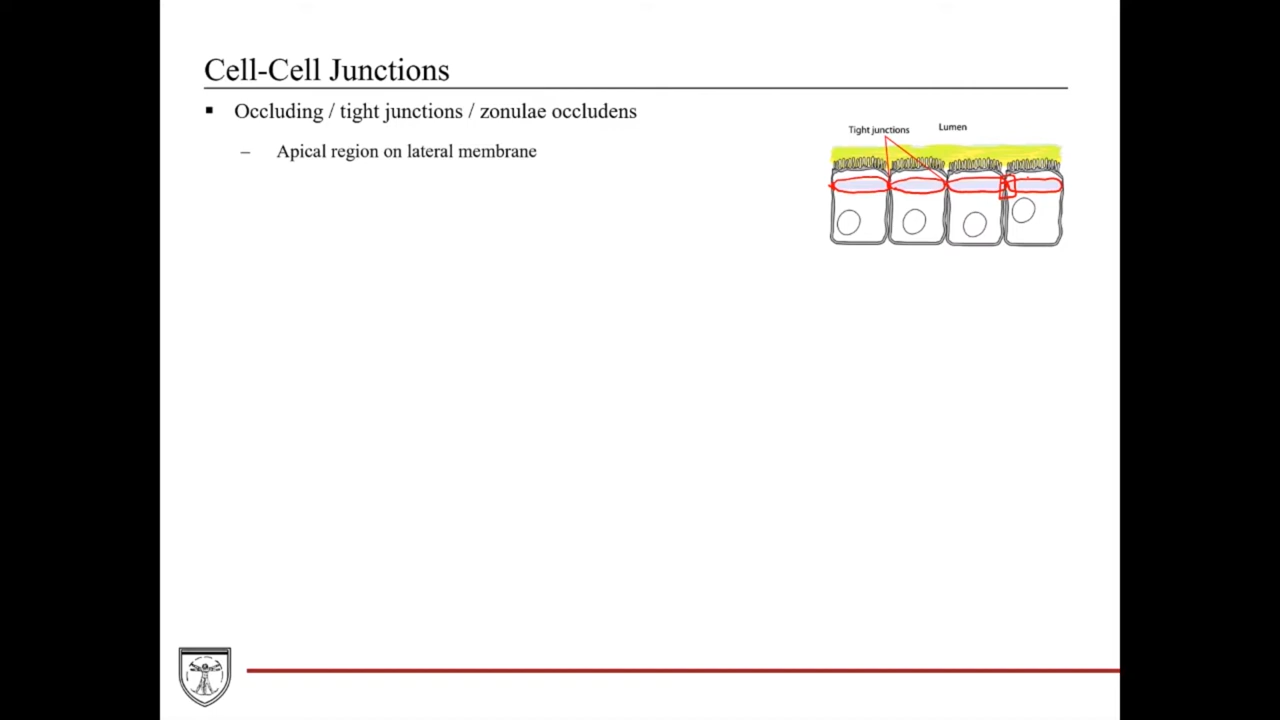 Cell-Cell Junctions
▪ Occluding / tight junctions / zonulae occludens
– Apical region on lateral membrane
Tight junctions
Lumen